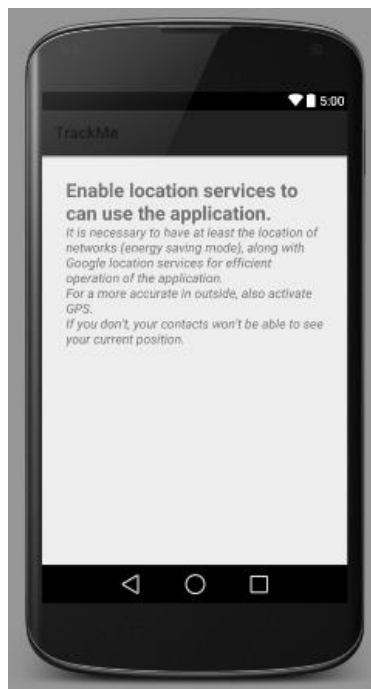 5:00
TrackMe
Enable location services to
can use the application.
It is necessary to have at least the location of
networks (energy saving mode), along with
Google location services for efficient
operation of the application.
For a more accurate in outside, also activate
GPS.
If you don't, your contacts won't be able to see
your current position.